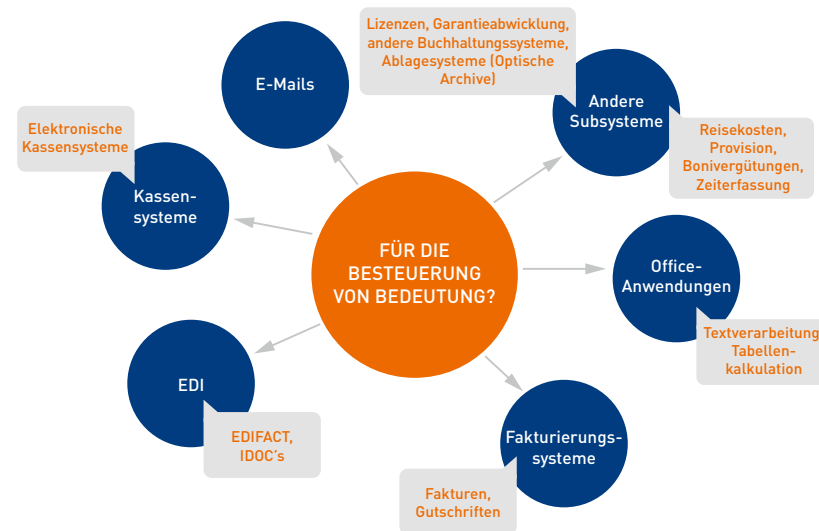 Lizenzen, Garantieabwicklung,
andere Buchhaltungssysteme,
Ablagesysteme (Optische
Archive)
E-Mails
Andere
Subsysteme
Elektronische
Kassensysteme
Reisekosten,
Provision,
Bonivergütungen,
Zeiterfassung
Kassen-
systeme
FÜR DIE
BESTEUERUNG
VON BEDEUTUNG?
Office-
Anwendungen
Textverarbeitung
Tabellen-
kalkulation
EDI
EDIFACT,
IDOC's
Fakturierungs-
systeme
Fakturen,
Gutschriften